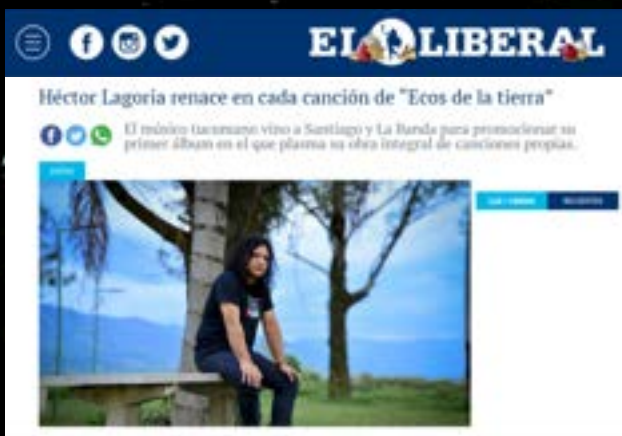 EL LIBERAL
Héctor Lagoria renace en cada canción de "Ecos de la tierra"
El músico tucumano vino a Santiago y La Banda para promocionar su
primer álbum en el que plasma su obra integral de canciones propias.